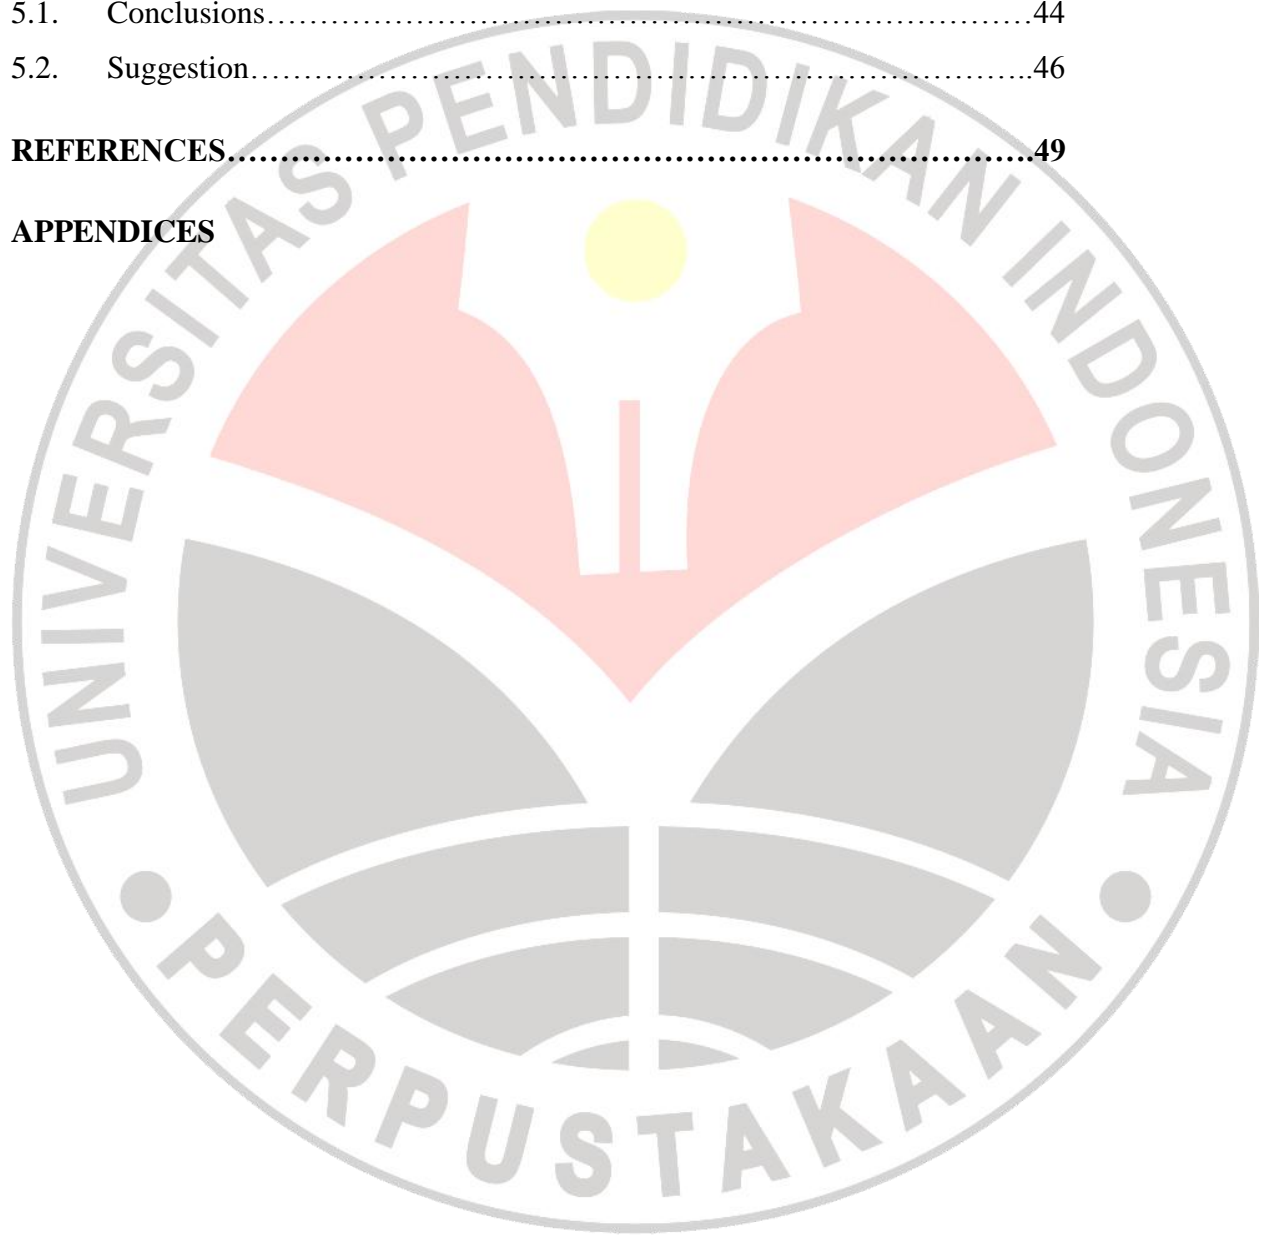 5.1. Conclusions……………………………………………………………………44
5.2. Suggestion……………………………………………………………………..46
REFERENCES…………………………………………………………………….49
APPENDICES
UNIVERSITAS PENDIDIKAN INDONESIA
PERPUSTAKAAN